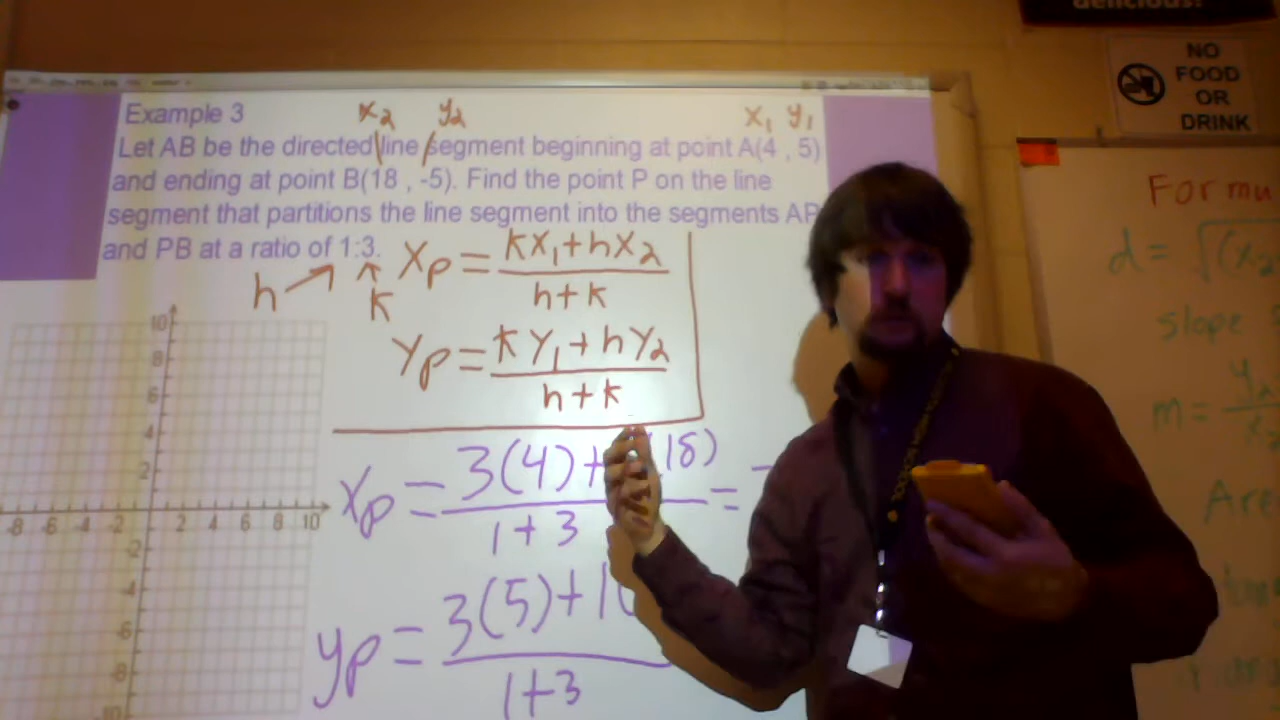 delicious!
NO
FOOD
OR
DRINK
Example 3
x₂ y₂ x₁ y₁
Let AB be the directed line segment beginning at point A(4 , 5)
and ending at point B(18 , -5). Find the point P on the line
segment that partitions the line segment into the segments AP
and PB at a ratio of 1:3.
h k
Xp = kx₁+hx₂ / h+k
Yp = ky₁+hy₂ / h+k
xp = 3(4)+ (18) / 1+3 =
yp = 3(5)+1( / 1+3
10
8
6
4
2
-8 -6 -4 -2 2 4 6 8 10
-2
-4
-6
-8
-10
Formu
d = √(x₂
slope
m =
Are